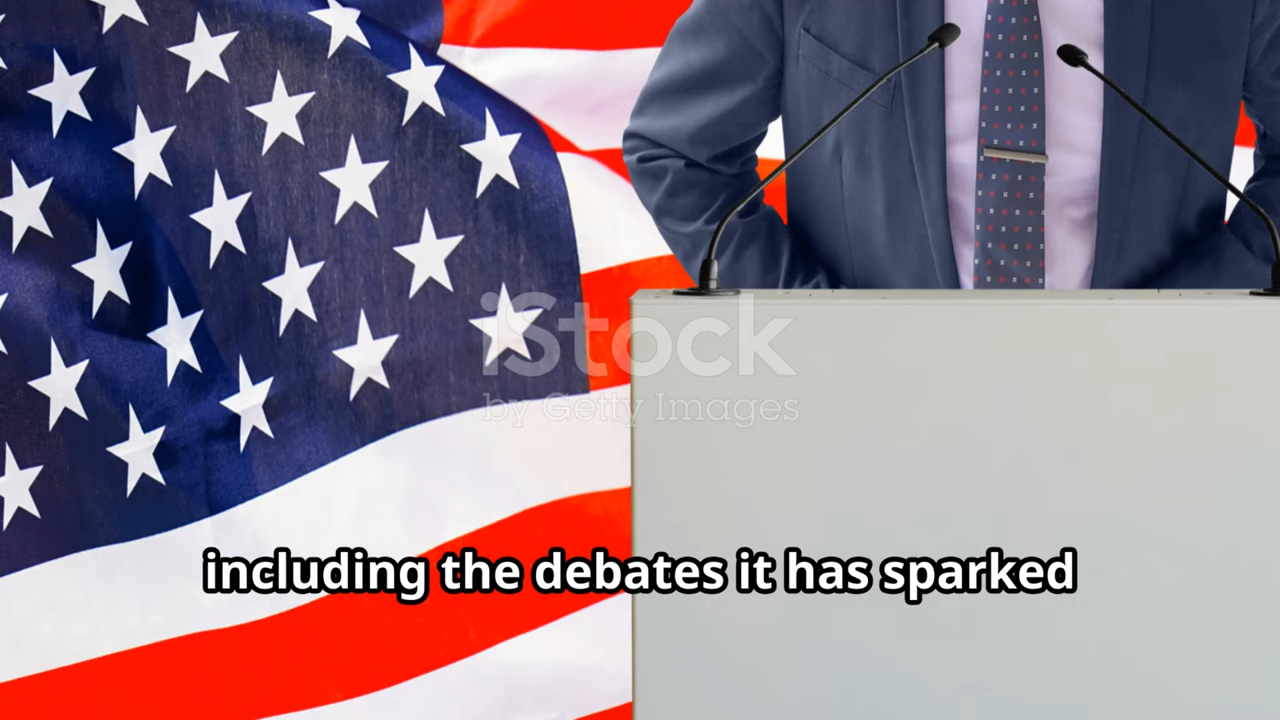 iStock
by Getty Images
including the debates it has sparked